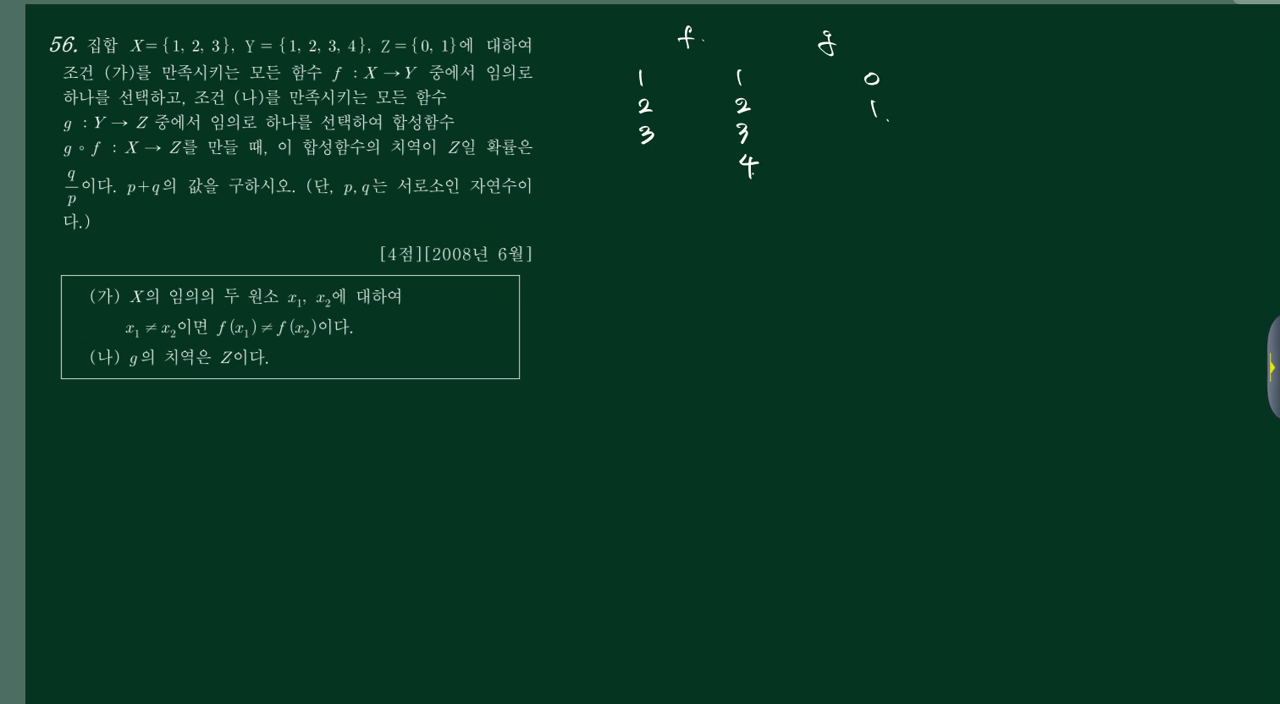 56. 집합 X={1, 2, 3}, Y={1, 2, 3, 4}, Z={0, 1}에 대하여
조건 (가)를 만족시키는 모든 함수 f : X→Y 중에서 임의로
하나를 선택하고, 조건 (나)를 만족시키는 모든 함수
g : Y→Z 중에서 임의로 하나를 선택하여 합성함수
g∘f : X→Z를 만들 때, 이 합성함수의 치역이 Z일 확률은
q/p이다. p+q의 값을 구하시오. (단, p, q는 서로소인 자연수이
다.)
[4점][2008년 6월]
(가) X의 임의의 두 원소 x₁, x₂에 대하여
x₁≠x₂이면 f(x₁)≠f(x₂)이다.
(나) g의 치역은 Z이다.
f. g
1 1 0
2 2 1.
3 3
4